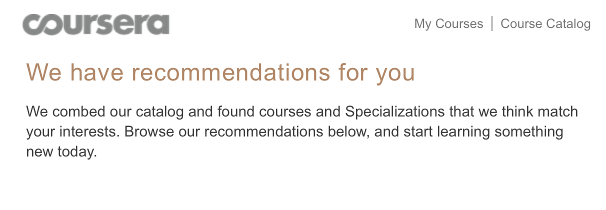 coursera
My Courses | Course Catalog
We have recommendations for you
We combed our catalog and found courses and Specializations that we think match
your interests. Browse our recommendations below, and start learning something
new today.